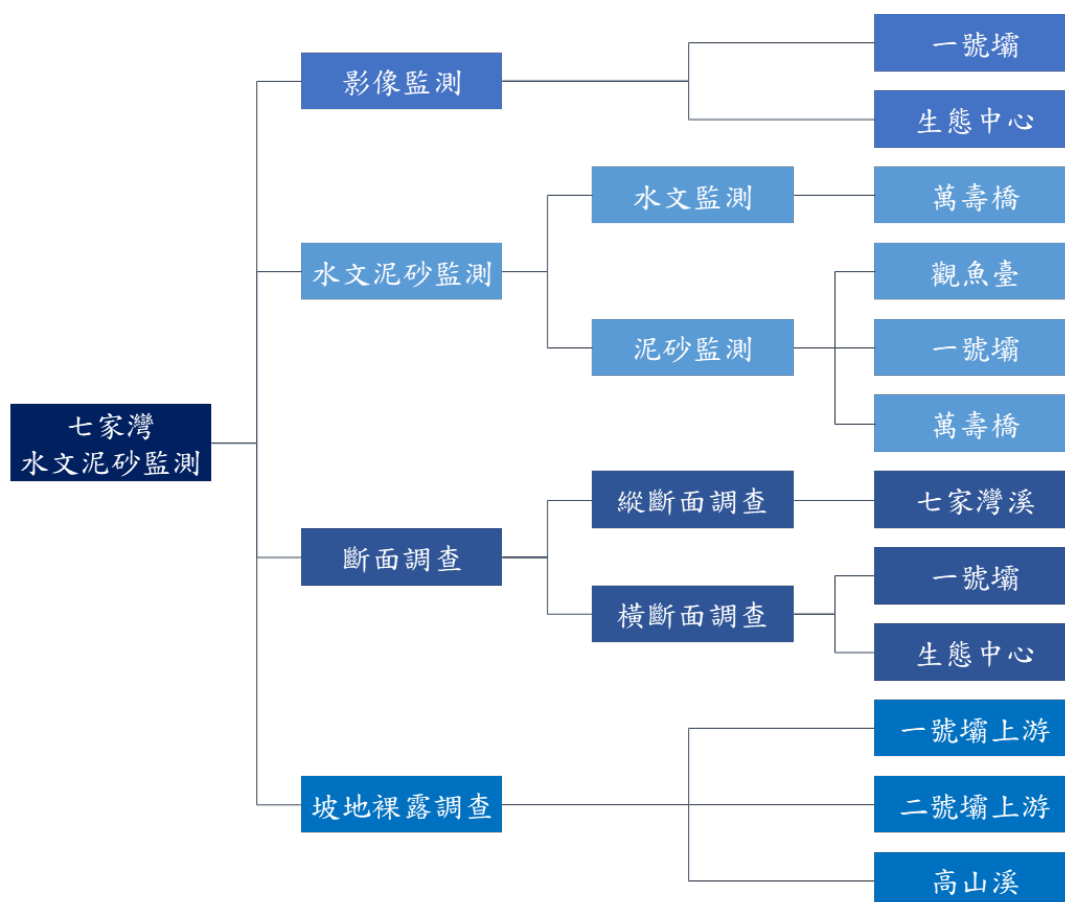 七家灣
水文泥砂監測
影像監測
一號壩
生態中心
水文泥砂監測
水文監測
萬壽橋
泥砂監測
觀魚臺
一號壩
萬壽橋
斷面調查
縱斷面調查
七家灣溪
橫斷面調查
一號壩
生態中心
坡地裸露調查
一號壩上游
二號壩上游
高山溪